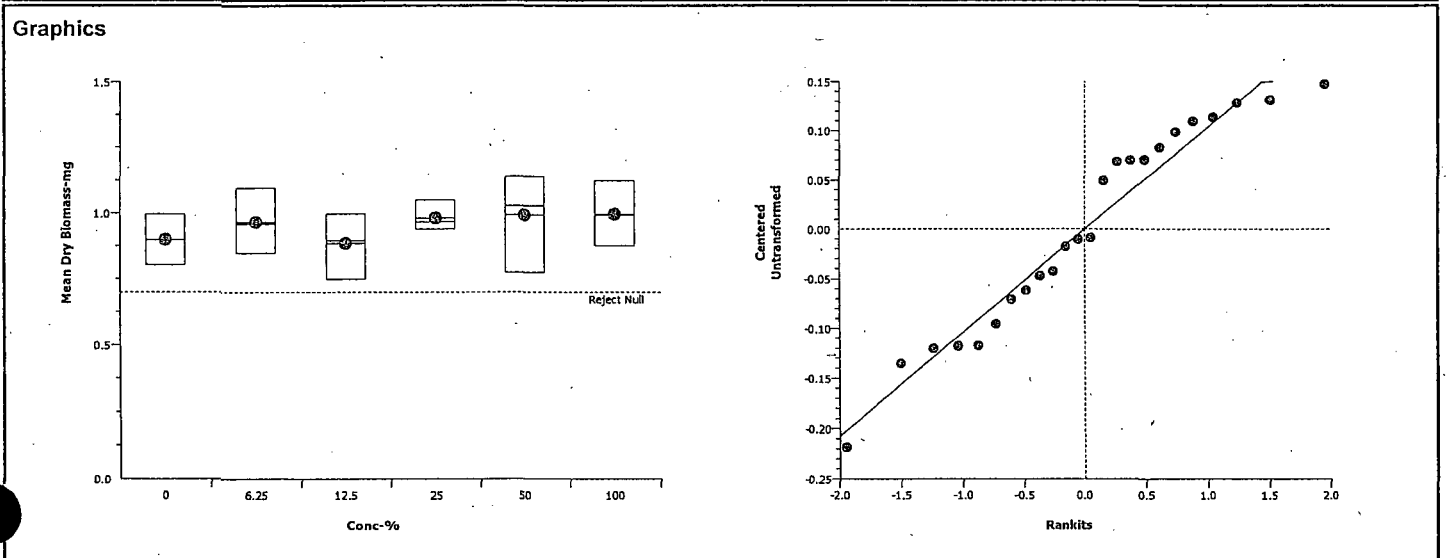 Graphics
1.5
1.0
0.5
0.0
Mean Dry Biomass-mg
Reject Null
0 6.25 12.5 25 50 100
Conc-%
0.15
0.10
0.05
0.00
-0.05
-0.10
-0.15
-0.20
-0.25
Centered
Untransformed
-2.0 -1.5 -1.0 -0.5 0.0 0.5 1.0 1.5 2.0
Rankits